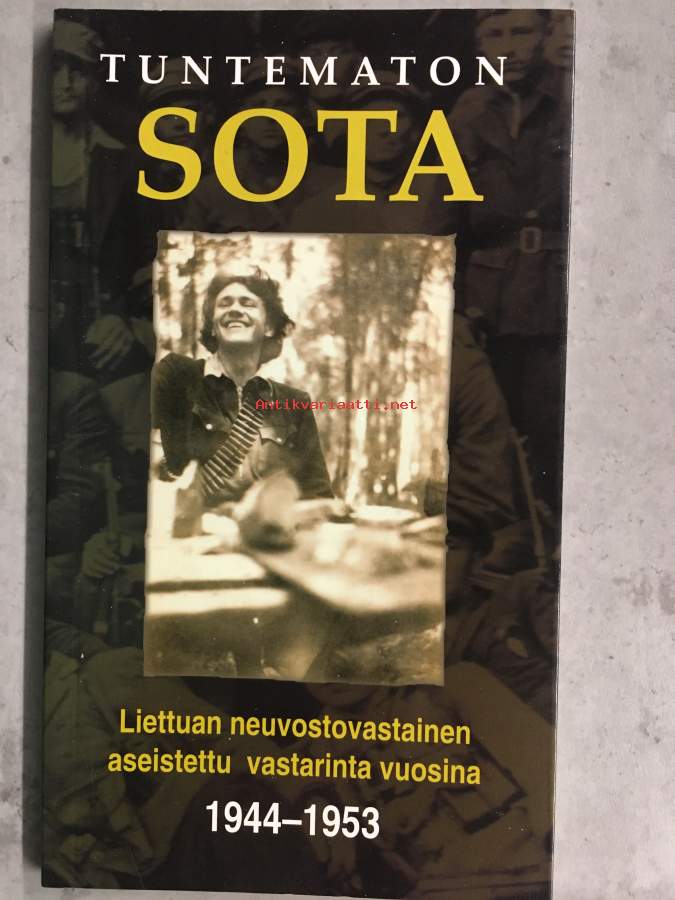 TUNTEMATON
SOTA
Antikvariaatti.net
Liettuan neuvostovastainen
aseistettu vastarinta vuosina
1944–1953